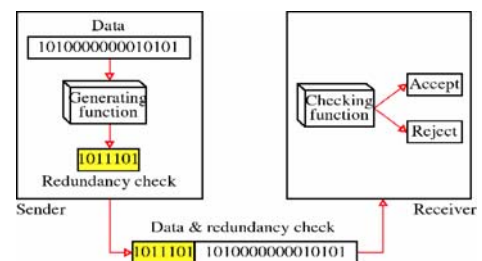 Data
1010000000010101
Generating
function
1011101
Redundancy check
Sender
Checking
function
Accept
Reject
Receiver
Data & redundancy check
1011101 1010000000010101